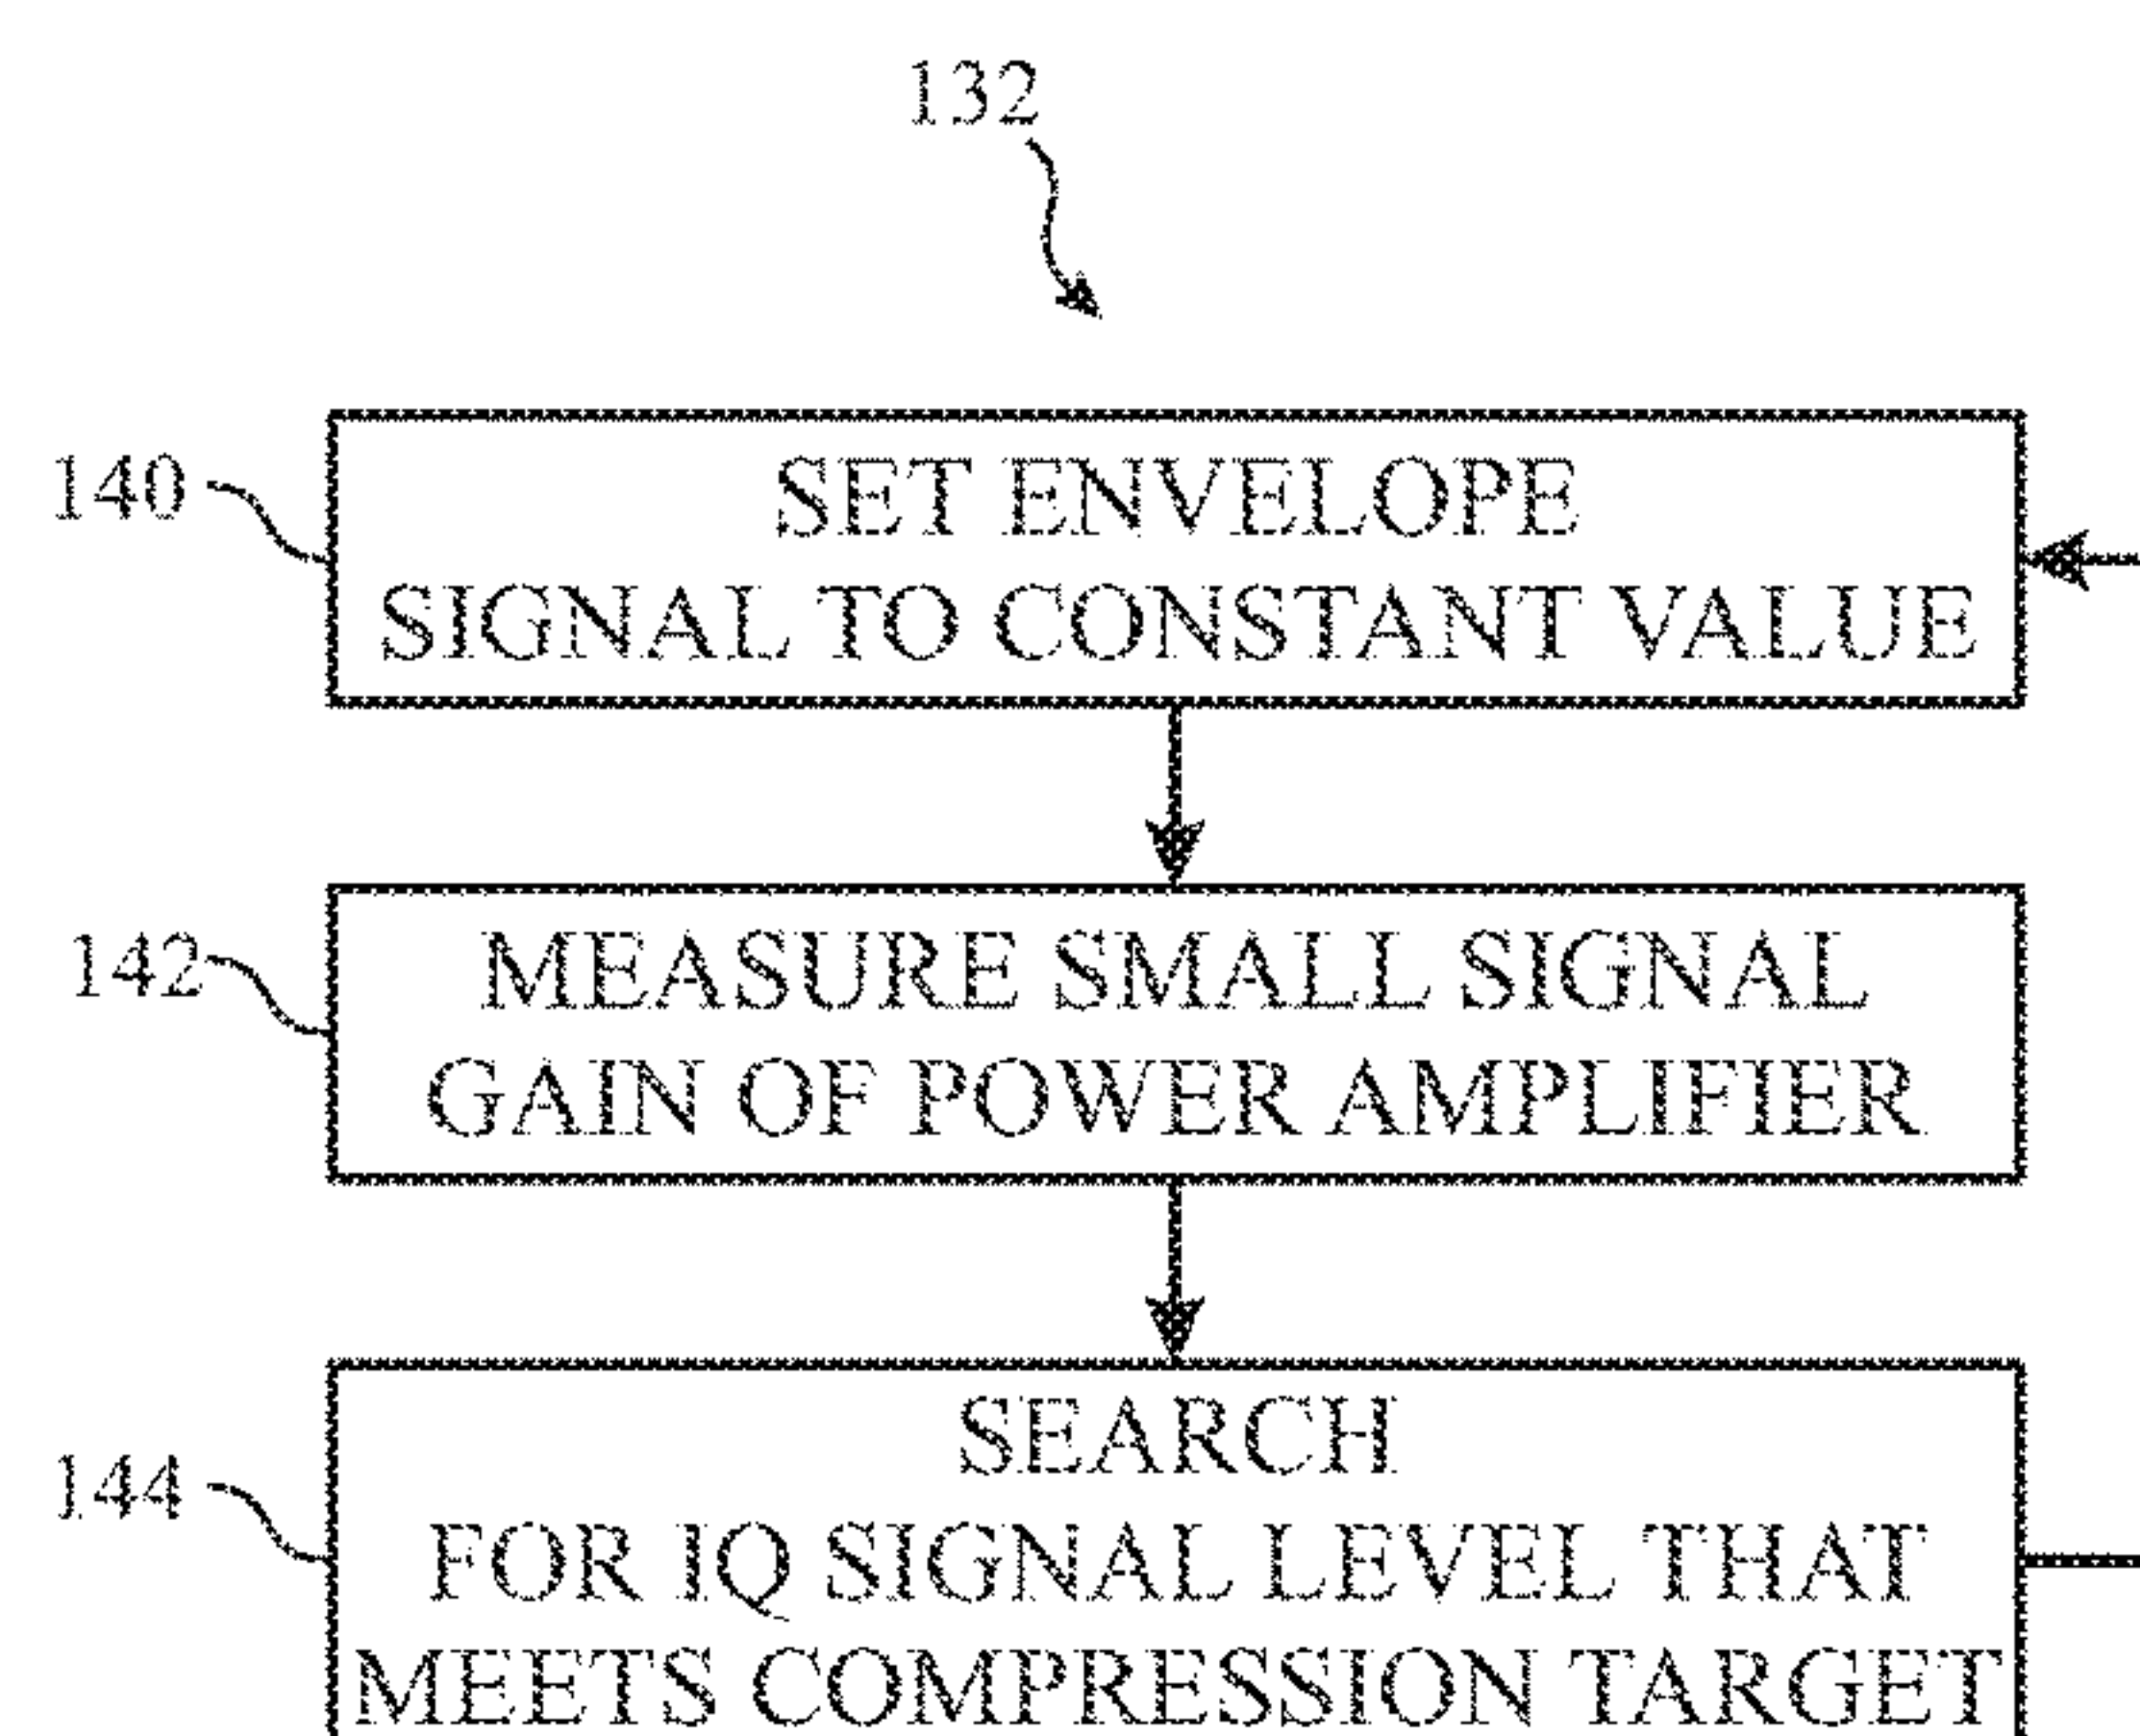 132
140
SET ENVELOPE
SIGNAL TO CONSTANT VALUE
142
MEASURE SMALL SIGNAL
GAIN OF POWER AMPLIFIER
144
SEARCH
FOR IQ SIGNAL LEVEL THAT
MEETS COMPRESSION TARGET